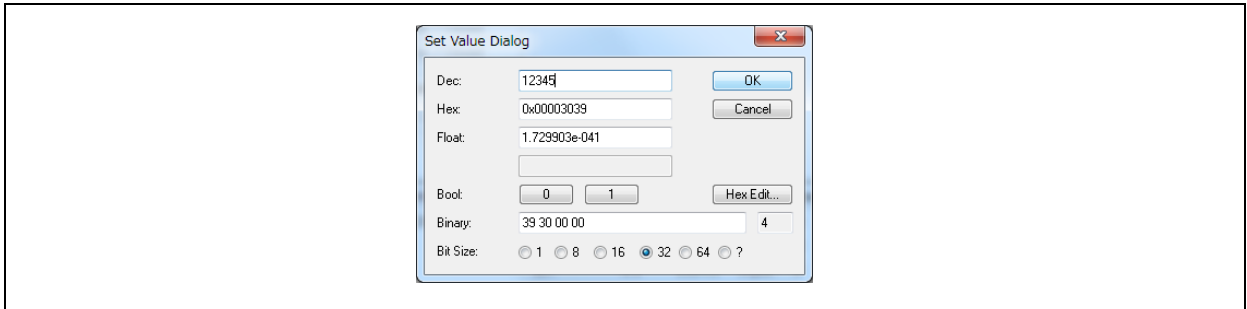 Set Value Dialog
Dec: 12345 OK
Hex: 0x00003039 Cancel
Float: 1.729903e-041
Bool: 0 1 Hex Edit...
Binary: 39 30 00 00 4
Bit Size: 1 8 16 32 64 ?